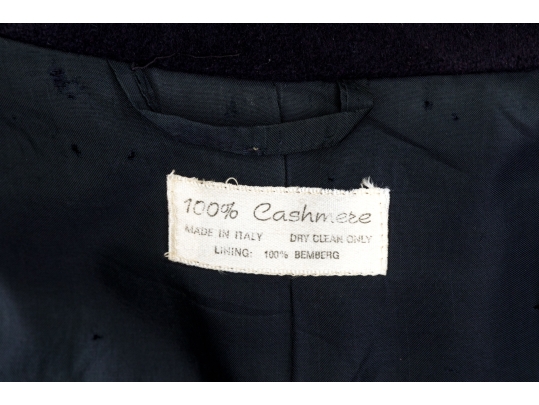 100% Cashmere
MADE IN ITALY DRY CLEAN ONLY
LINING: 100% BEMBERG